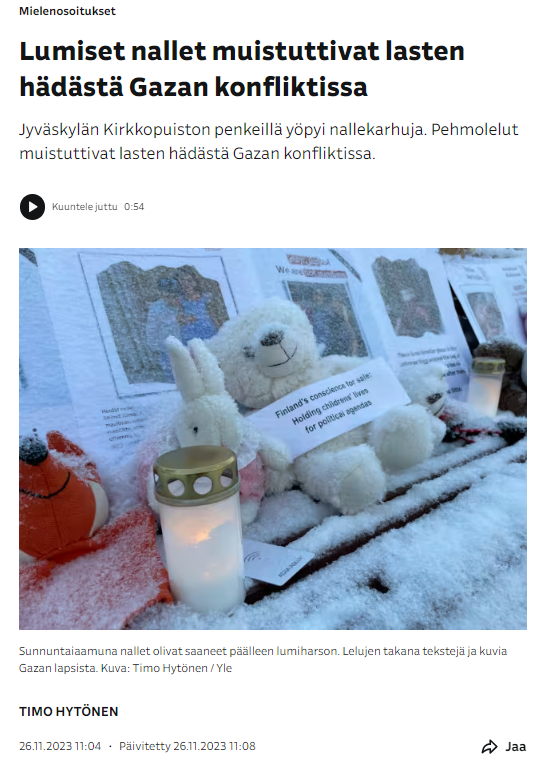 Mielenosoitukset
Lumiset nallet muistuttivat lasten
hädästä Gazan konfliktissa
Jyväskylän Kirkkopuiston penkeillä yöpyi nallekarhuja. Pehmolelut
muistuttivat lasten hädästä Gazan konfliktissa.
Kuuntele juttu 0:54
We are
Finland's conscience for sale:
Holding childrens' lives
for political agendas
Sunnuntaiaamuna nallet olivat saaneet päälleen lumiharson. Lelujen takana tekstejä ja kuvia
Gazan lapsista. Kuva: Timo Hytönen / Yle
TIMO HYTÖNEN
26.11.2023 11:04 · Päivitetty 26.11.2023 11:08
Jaa